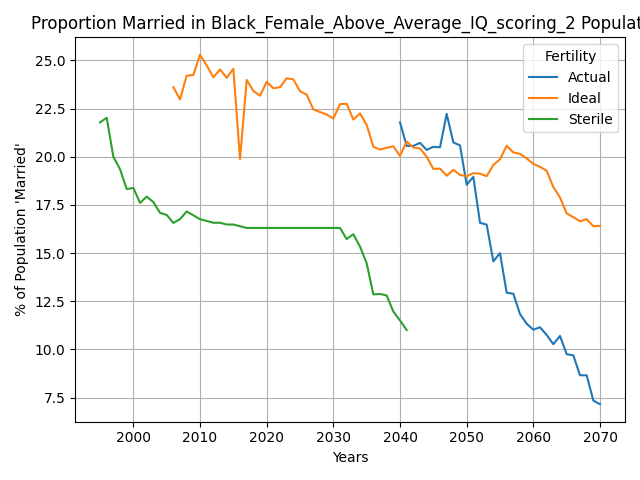 Proportion Married in Black_Female_Above_Average_IQ_scoring_2 Populat
Fertility
Actual
Ideal
Sterile
% of Population 'Married'
25.0
22.5
20.0
17.5
15.0
12.5
10.0
7.5
2000 2010 2020 2030 2040 2050 2060 2070
Years